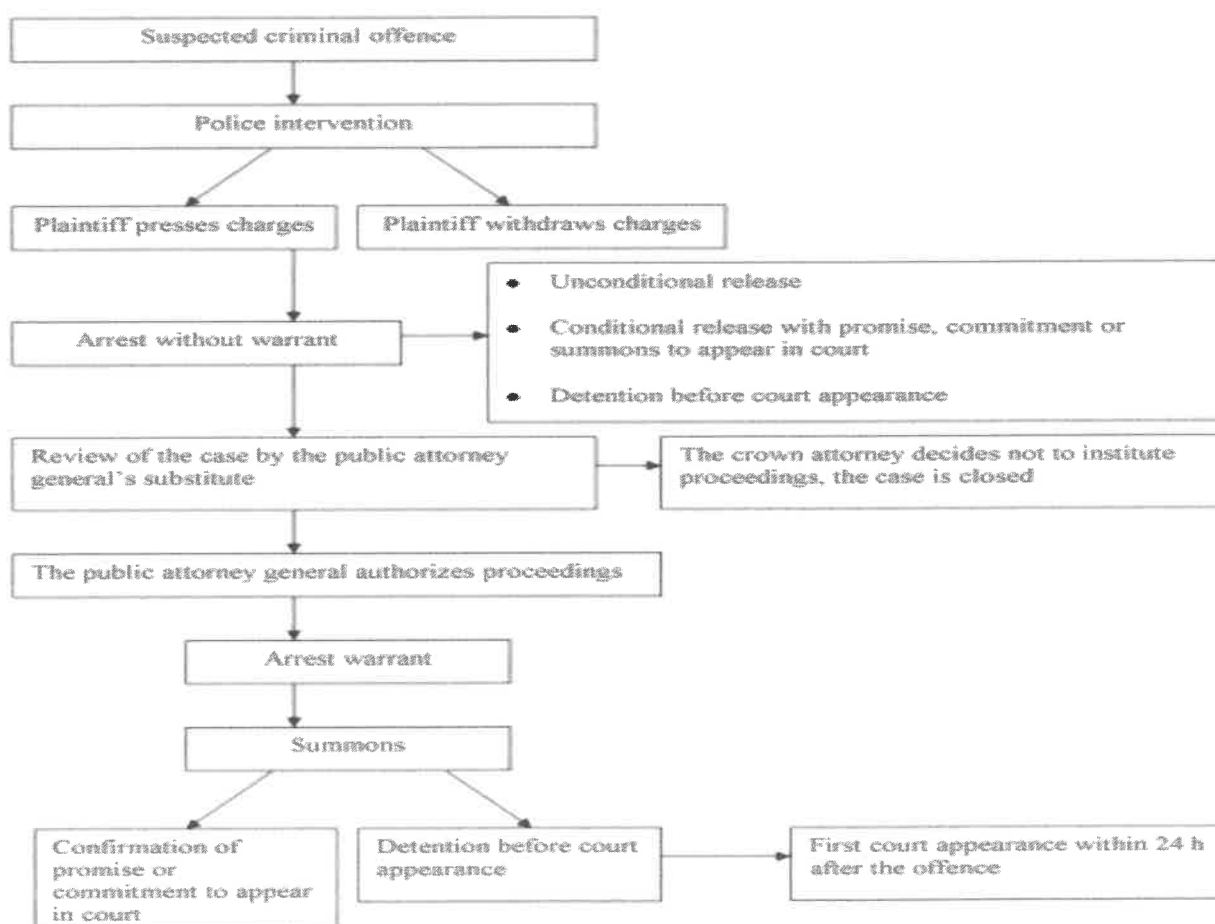 Suspected criminal offence
Police intervention
Plaintiff presses charges
Plaintiff withdraws charges
Arrest without warrant
● Unconditional release
● Conditional release with promise, commitment or
summons to appear in court
● Detention before court appearance
Review of the case by the public attorney
general`s substitute
The crown attorney decides not to institute
proceedings, the case is closed
The public attorney general authorizes proceedings
Arrest warrant
Summons
Confirmation of
promise or
commitment to appear
in court
Detention before court
appearance
First court appearance within 24 h
after the offence